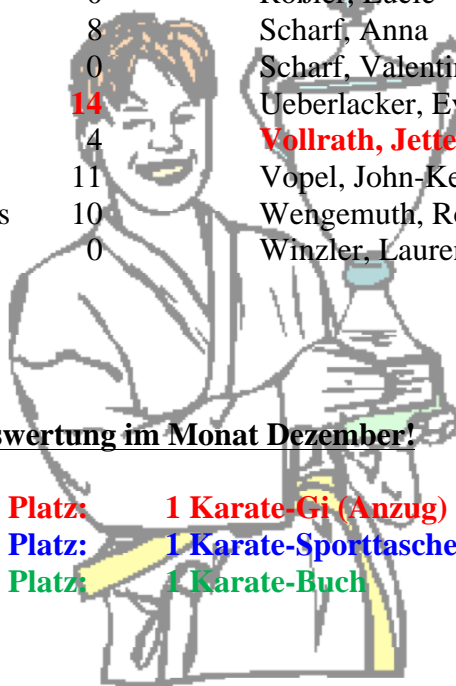 8 Scharf, Anna
0 Scharf, Valentin
14 Ueberlacker, Ev
4 Vollrath, Jette
11 Vopel, John-Ke
s 10 Wengemuth, Ro
0 Winzler, Lauren
swertung im Monat Dezember!
Platz: 1 Karate-Gi (Anzug)
Platz: 1 Karate-Sporttasche
Platz: 1 Karate-Buch